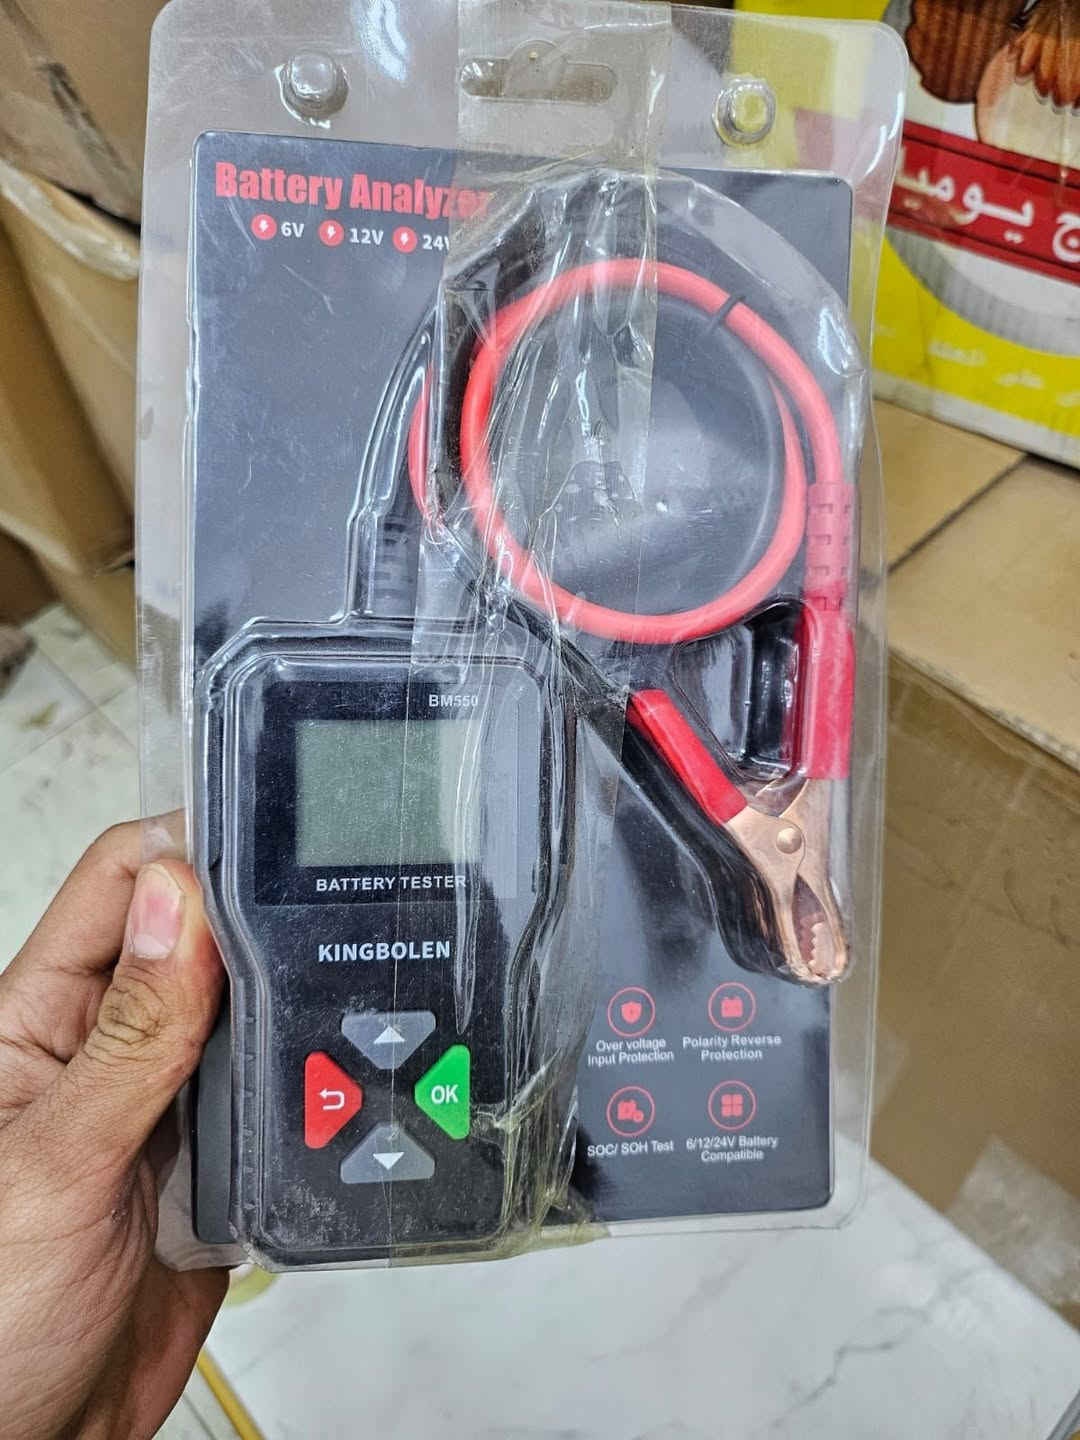 Battery Analyzer
6V 12V 24V
BM550
BATTERY TESTER
KINGBOLEN
OK
Over voltage
Input Protection
Polarity Reverse
Protection
SOC/ SOH Test
6/12/24V Battery
Compatible